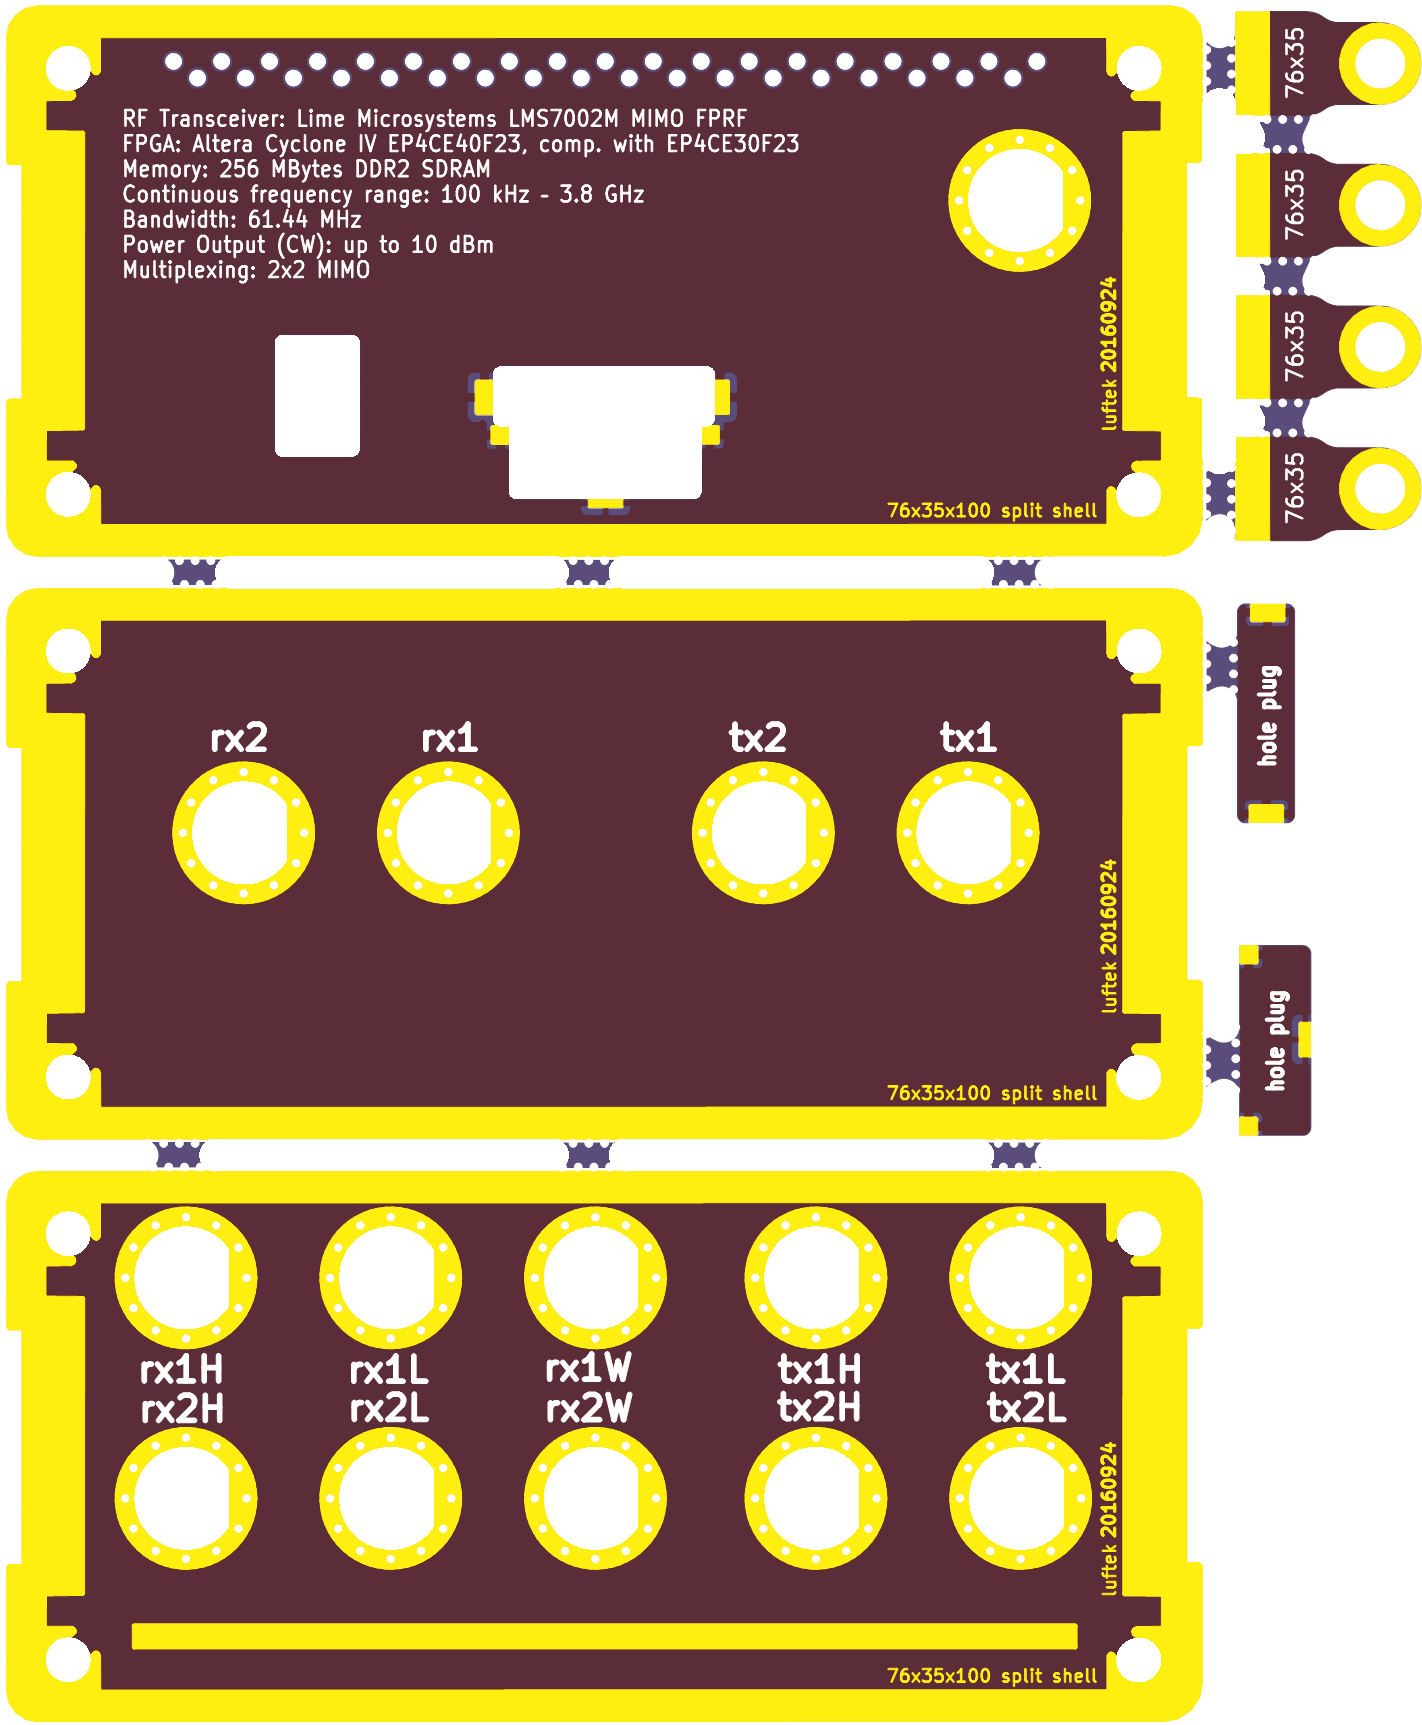 RF Transceiver: Lime Microsystems LMS7002M MIMO FPRF
FPGA: Altera Cyclone IV EP4CE40F23, comp. with EP4CE30F23
Memory: 256 MBytes DDR2 SDRAM
Continuous frequency range: 100 kHz - 3.8 GHz
Bandwidth: 61.44 MHz
Power Output (CW): up to 10 dBm
Multiplexing: 2x2 MIMO
luftek 20160924
76x35x100 split shell
76x35
76x35
76x35
76x35
rx2 rx1 tx2 tx1
luftek 20160924
76x35x100 split shell
hole plug
hole plug
rx1H rx1L rx1W tx1H tx1L
rx2H rx2L rx2W tx2H tx2L
luftek 20160924
76x35x100 split shell